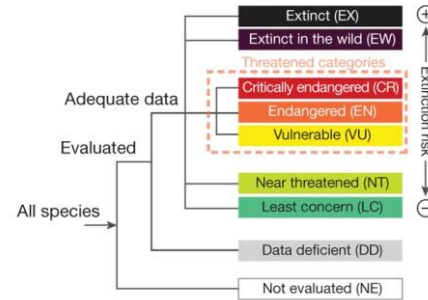 Extinct (EX)
Extinct in the wild (EW)
Threatened categories
Critically endangered (CR)
Adequate data
Endangered (EN)
Vulnerable (VU)
Evaluated
Near threatened (NT)
All species
Least concern (LC)
Data deficient (DD)
Not evaluated (NE)
+
Extinction risk
−